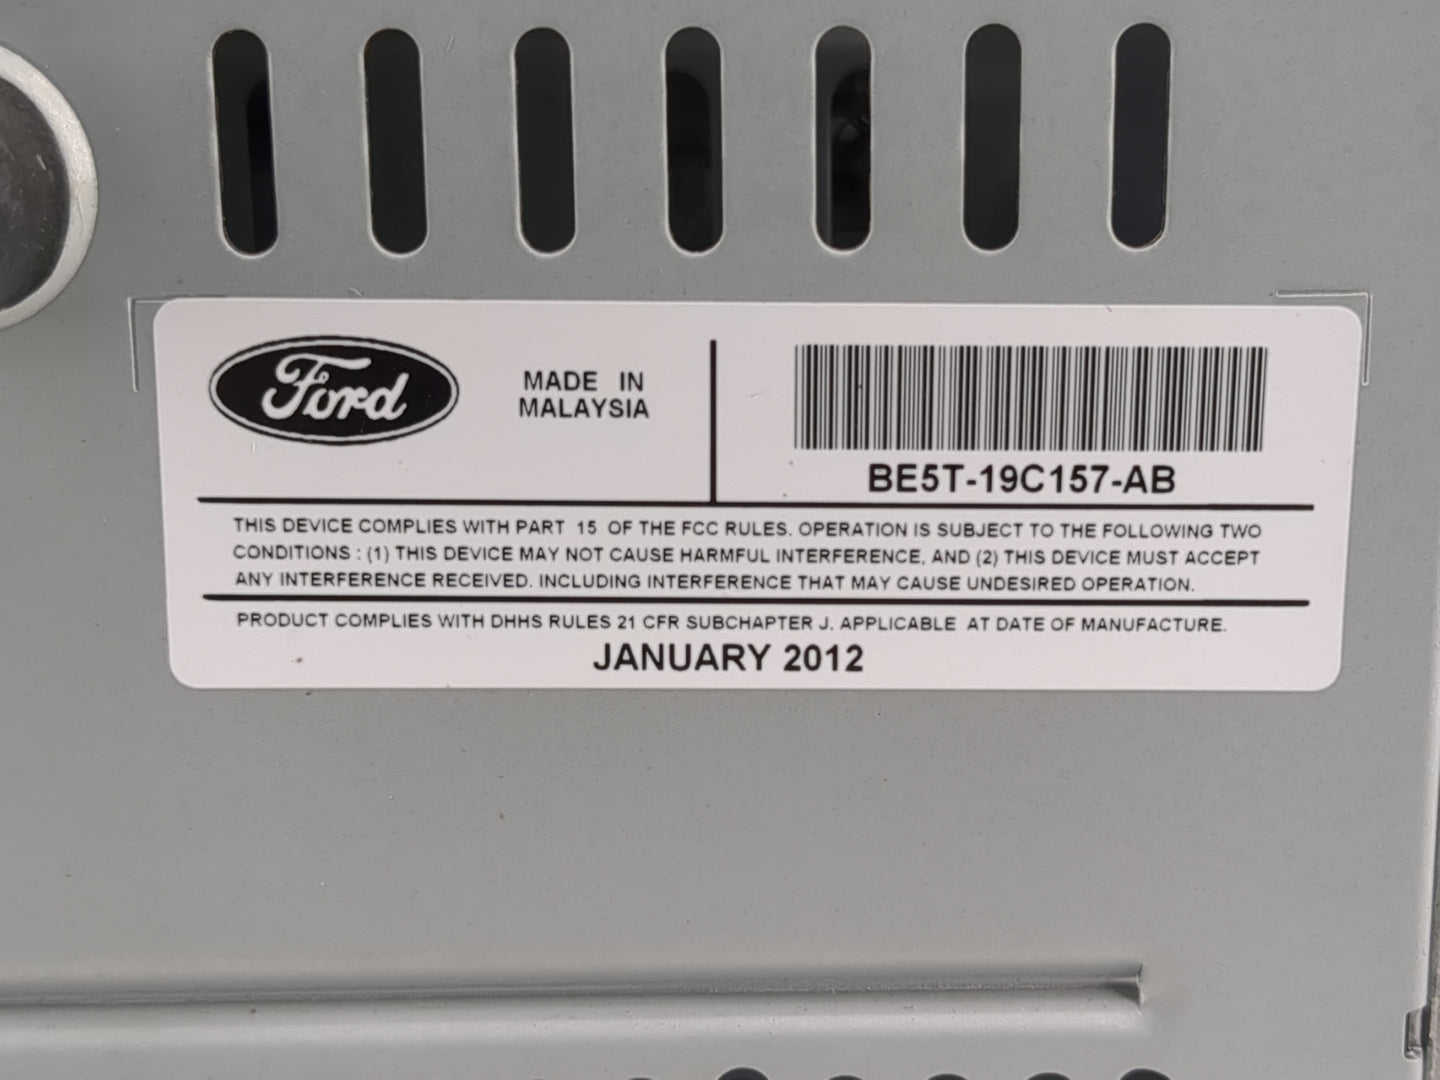 Ford
MADE IN
MALAYSIA
BE5T-19C157-AB
THIS DEVICE COMPLIES WITH PART 15 OF THE FCC RULES. OPERATION IS SUBJECT TO THE FOLLOWING TWO
CONDITIONS : (1) THIS DEVICE MAY NOT CAUSE HARMFUL INTERFERENCE, AND (2) THIS DEVICE MUST ACCEPT
ANY INTERFERENCE RECEIVED. INCLUDING INTERFERENCE THAT MAY CAUSE UNDESIRED OPERATION.
PRODUCT COMPLIES WITH DHHS RULES 21 CFR SUBCHAPTER J. APPLICABLE AT DATE OF MANUFACTURE.
JANUARY 2012